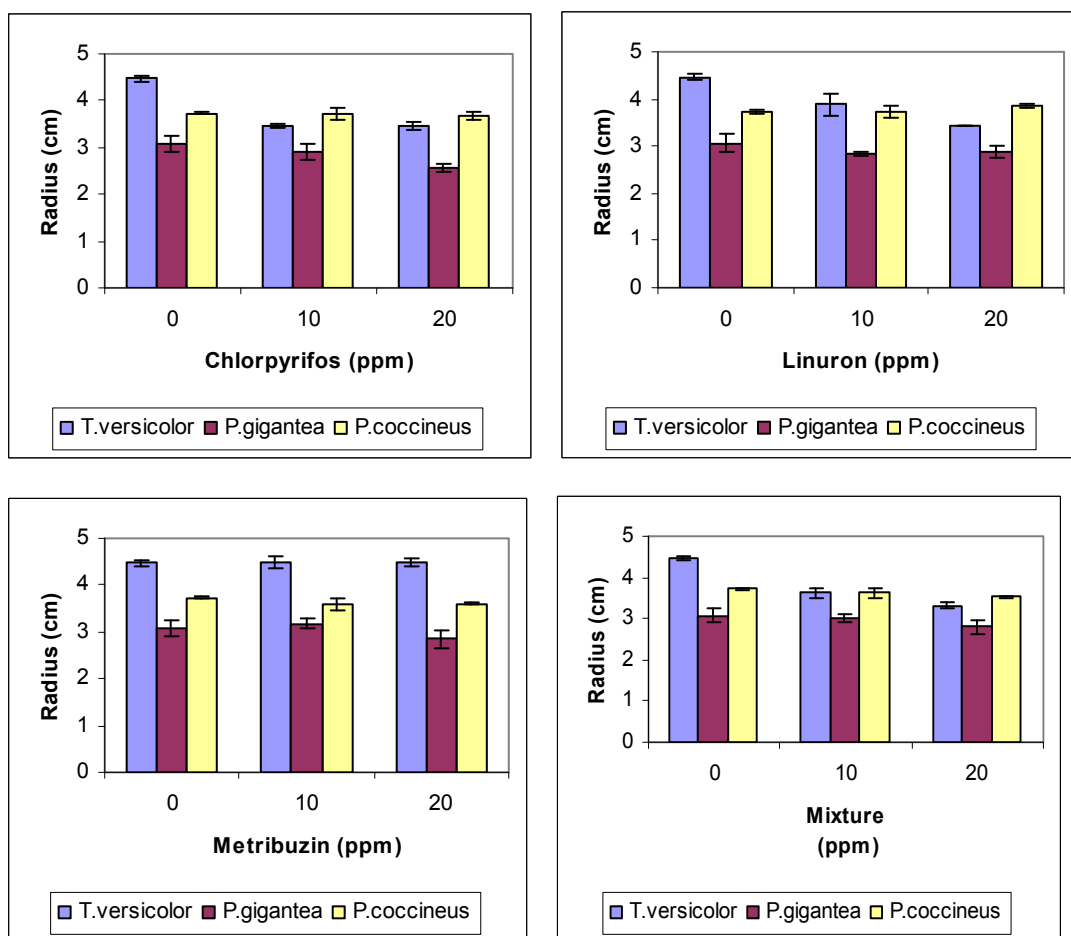 5
4
3
2
1
0
Radius (cm)
0 10 20
Chlorpyrifos (ppm)
T.versicolor P.gigantea P.coccineus
5
4
3
2
1
0
Radius (cm)
0 10 20
Linuron (ppm)
T.versicolor P.gigantea P.coccineus
5
4
3
2
1
0
Radius (cm)
0 10 20
Metribuzin (ppm)
T.versicolor P.gigantea P.coccineus
5
4
3
2
1
0
Radius (cm)
0 10 20
Mixture
(ppm)
T.versicolor P.gigantea P.coccineus